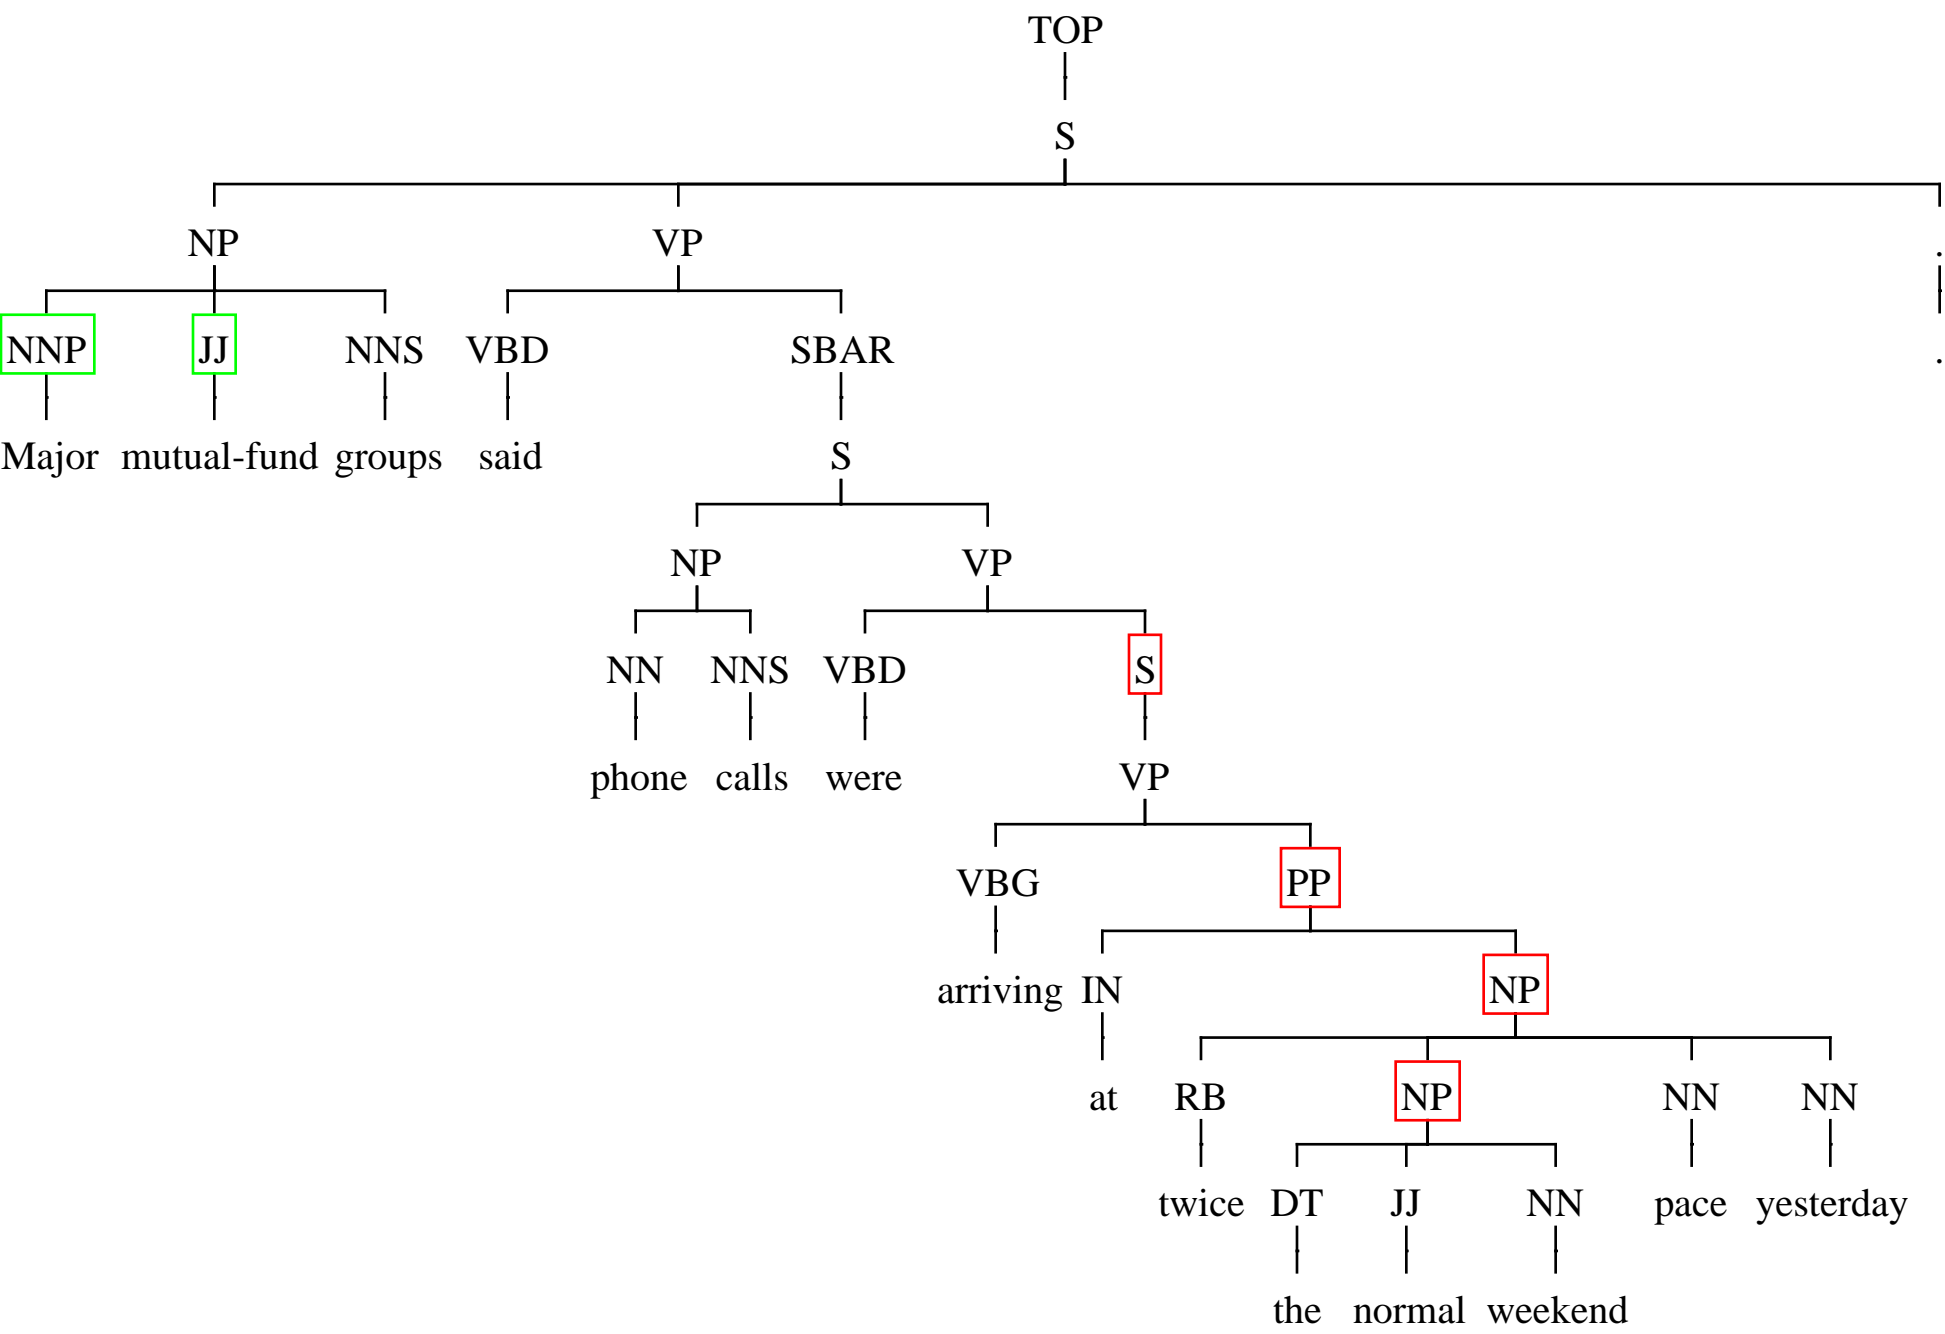 TOP
S
NP VP .
NNP JJ NNS VBD SBAR .
Major mutual-fund groups said S
NP VP
NN NNS VBD S
phone calls were VP
VBG PP
arriving IN NP
at RB NP NN NN
twice DT JJ NN pace yesterday
the normal weekend